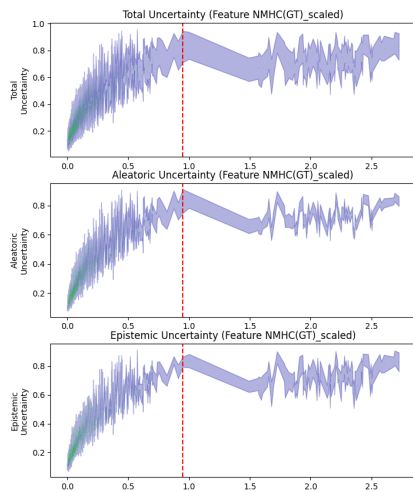 Total Uncertainty (Feature NMHC(GT)_scaled)
1.0
0.8
0.6
0.4
0.2
Total
Uncertainty
0.0 0.5 1.0 1.5 2.0 2.5
Aleatoric Uncertainty (Feature NMHC(GT)_scaled)
0.8
0.6
0.4
0.2
Aleatoric
Uncertainty
0.0 0.5 1.0 1.5 2.0 2.5
Epistemic Uncertainty (Feature NMHC(GT)_scaled)
0.8
0.6
0.4
0.2
Epistemic
Uncertainty
0.0 0.5 1.0 1.5 2.0 2.5